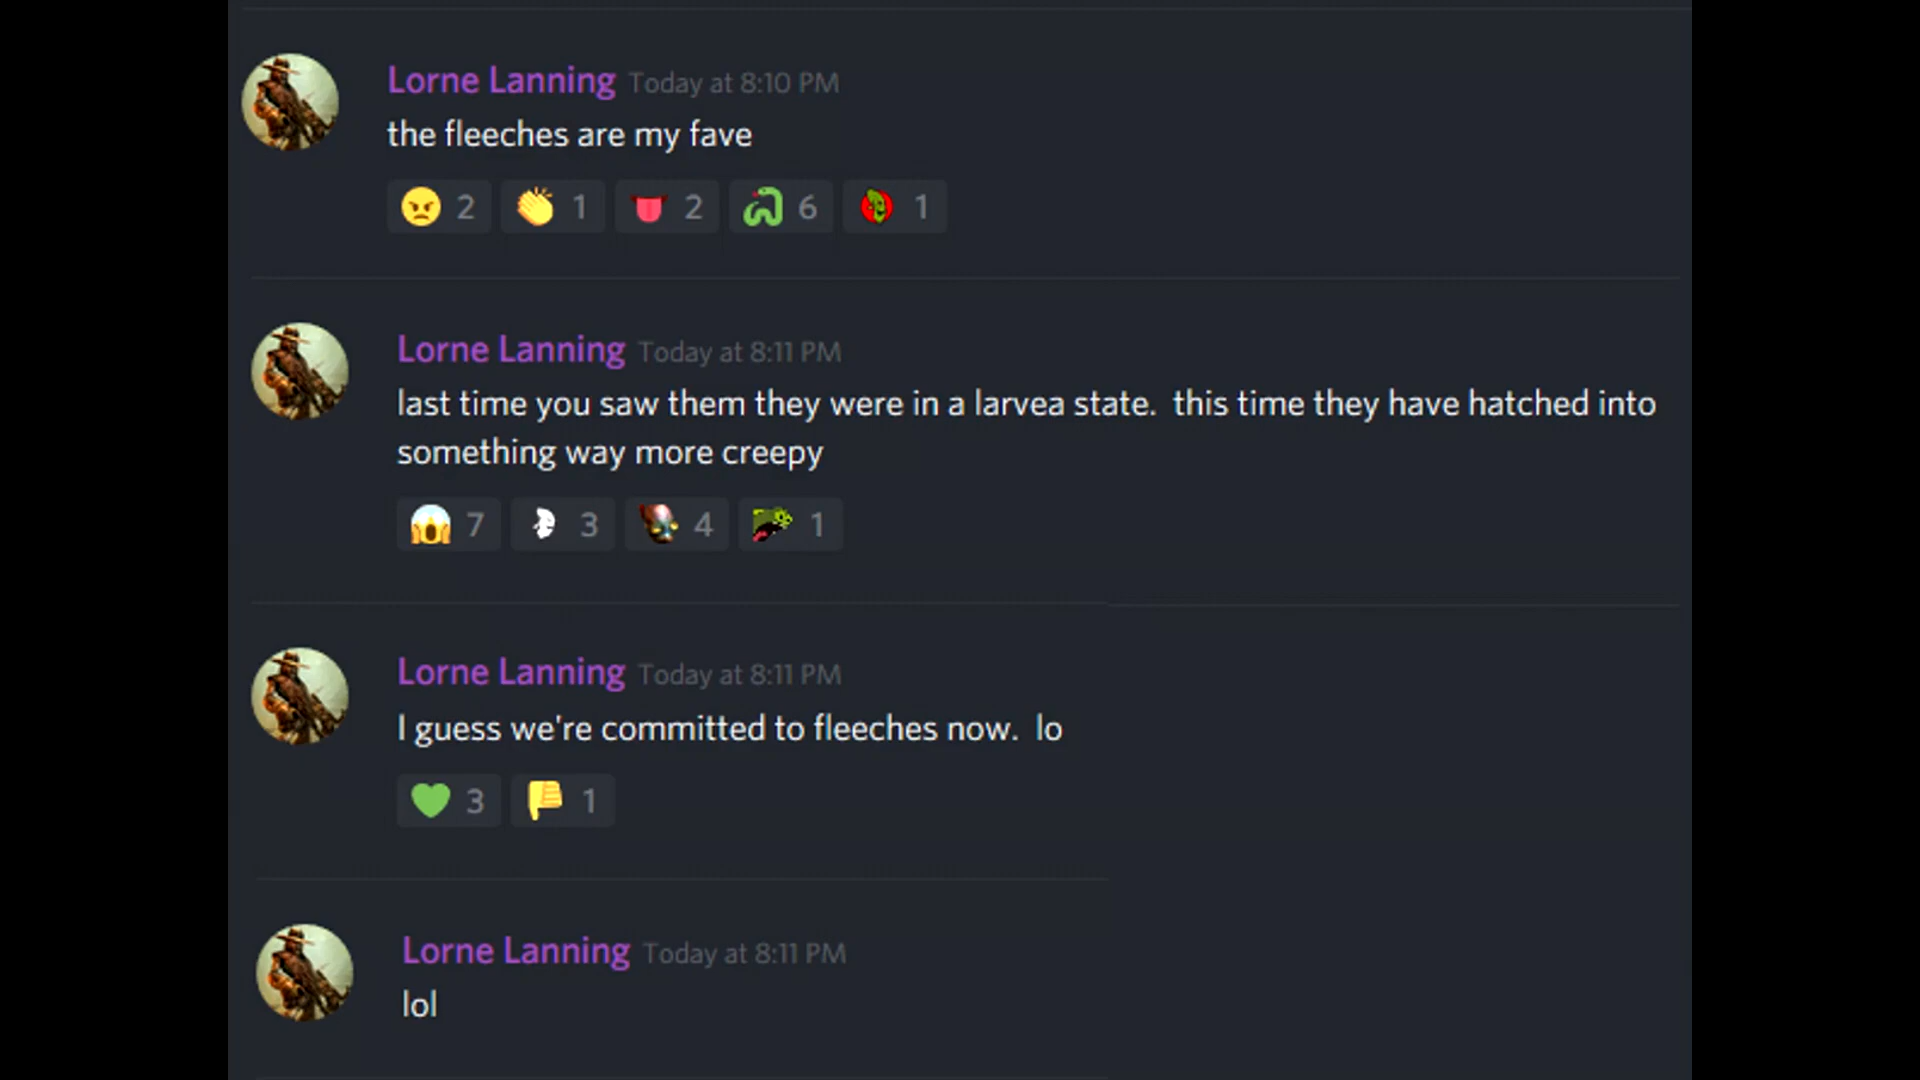 Lorne Lanning Today at 8:10 PM
the fleeches are my fave
2 1 2 6 1
Lorne Lanning Today at 8:11 PM
last time you saw them they were in a larvea state.  this time they have hatched into
something way more creepy
7 3 4 1
Lorne Lanning Today at 8:11 PM
I guess we're committed to fleeches now.  lo
3 1
Lorne Lanning Today at 8:11 PM
lol